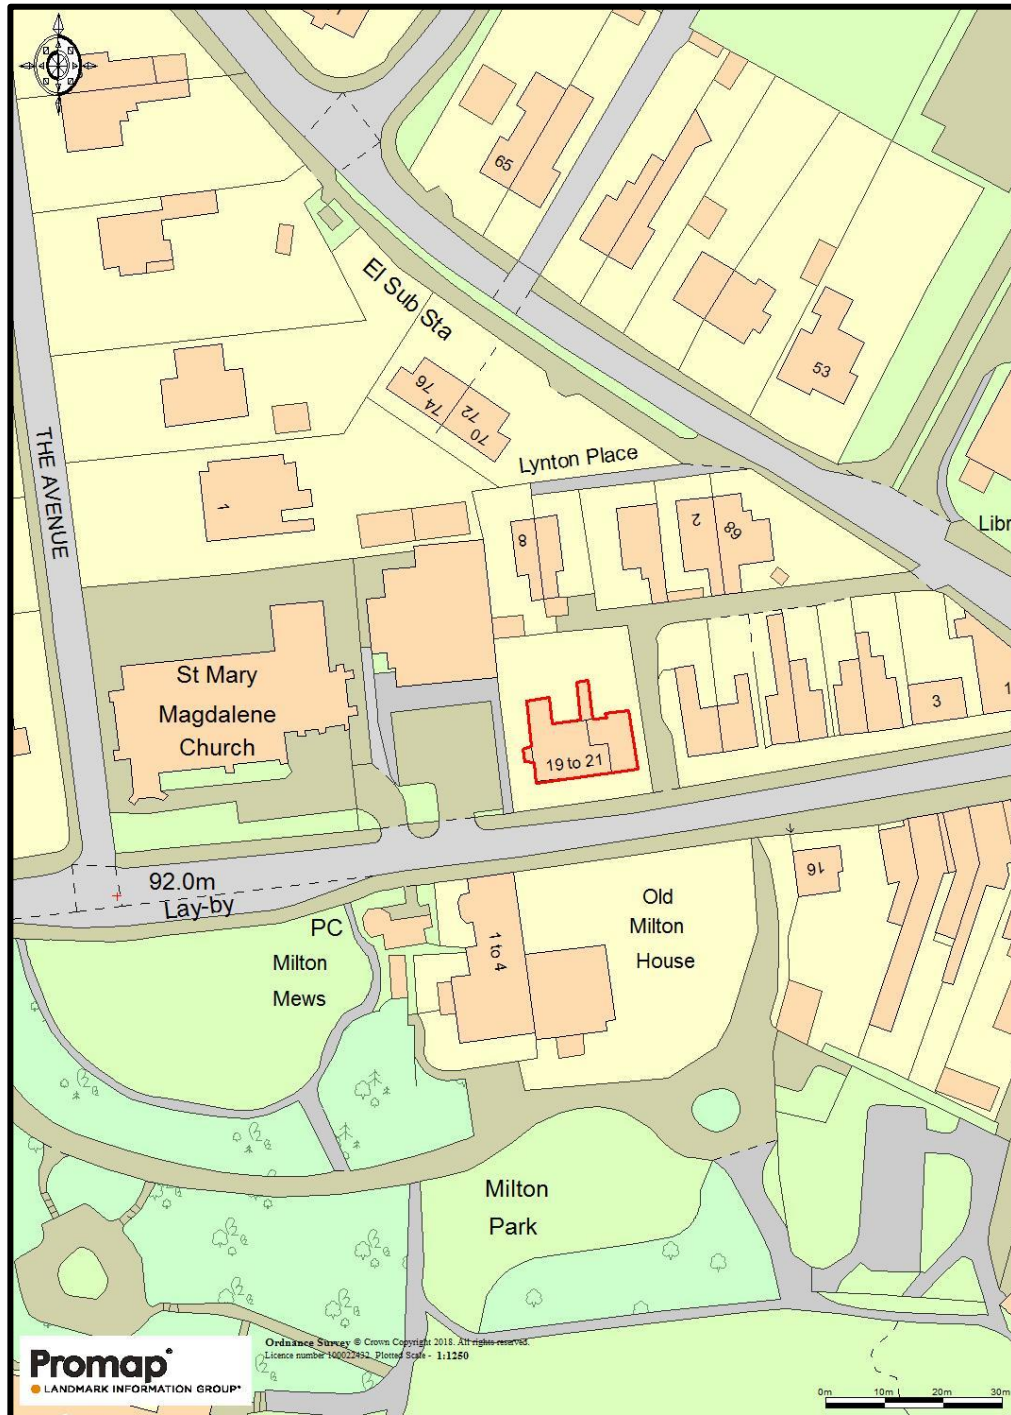 65
El Sub Sta
53
76
74
72
70
THE AVENUE
Lynton Place
1
8
2
68
Libr
St Mary
Magdalene
Church
3
1
19 to 21
92.0m
Lay-by
16
PC
Milton
Mews
1 to 4
Old
Milton
House
Milton
Park
Promap®
LANDMARK INFORMATION GROUP®
Ordnance Survey © Crown Copyright 2018. All rights reserved.
Licence number 100022432. Plotted Scale - 1:1250
0m 10m 20m 30m